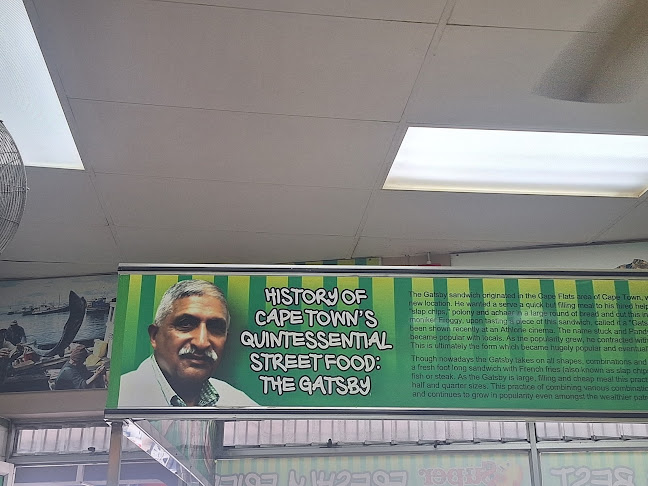 HISTORY OF
CAPE TOWN'S
QUINTESSENTIAL
STREET FOOD:
THE GATSBY
The Gatsby sandwich originated in the Cape Flats area of Cape Town, w
new location. He wanted a serve a quick but filling meal to his hired help
"slap chips," polony and achaar in a large round of bread and cut this in
moniker Froggy, upon tasting piece of this sandwich, called it a "Gats
been shown recently at an Athlone cinema. The name stuck and Pand
became popular with locals. As the popularity grew, he contracted with
This is ultimately the form which became hugely popular and eventual
Though nowadays the Gatsby takes on all shapes, combinations and
a fresh foot long sandwich with French fries (also known as slap chips
fish or steak. As the Gatsby is large, filling and cheap meal this pract
half and quarter sizes. This practice of combining various combinatio
and continues to grow in popularity even amongst the wealthier patr